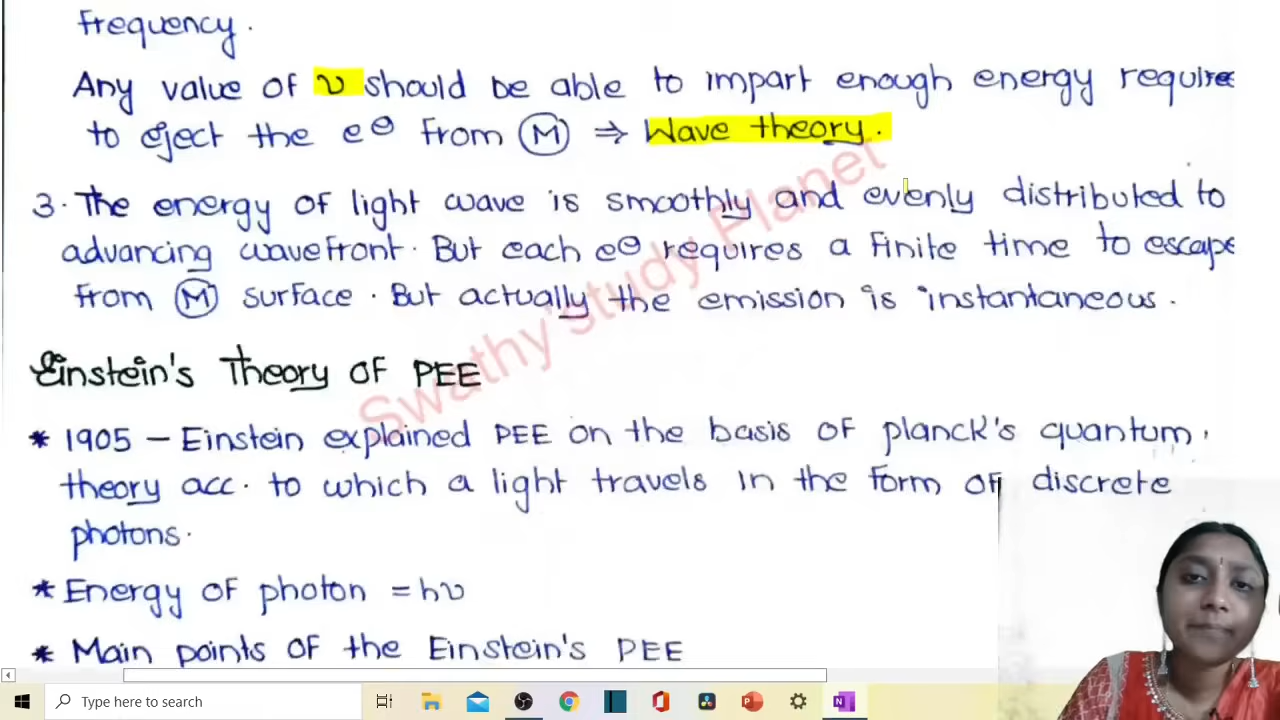 Frequency.
Any value of ν should be able to impart enough energy require
to eject the e⊖ from Ⓜ ⇒ Wave theory.
3. The energy of light wave is smoothly and evenly distributed to
advancing wavefront. But each e⊖ requires a finite time to escape
from Ⓜ surface. But actually the emission is instantaneous.
Swathy's study Planet
Einstein's Theory of PEE
* 1905 – Einstein explained PEE on the basis of planck's quantum
theory acc. to which a light travels in the form of discrete
photons.
* Energy of photon = hν
* Main points of the Einstein's PEE
Type here to search